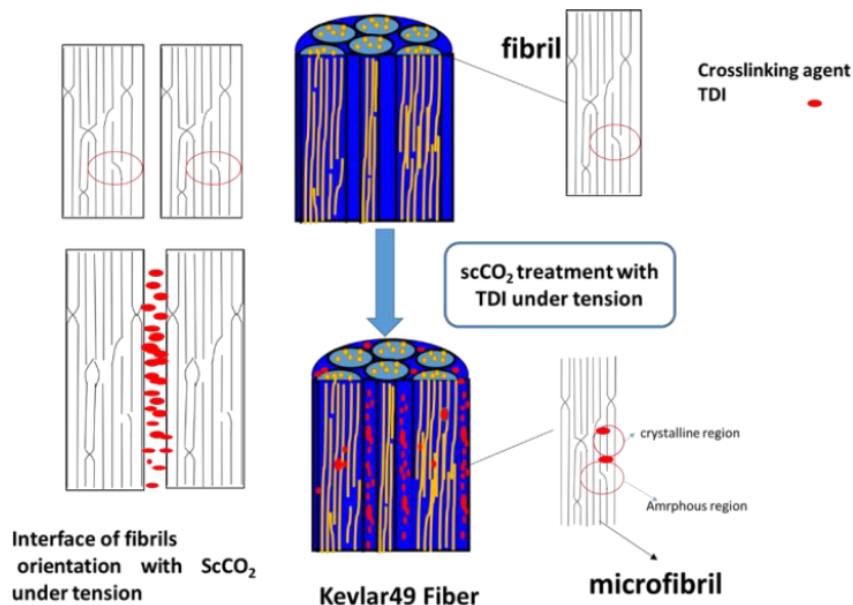 fibril
Crosslinking agent
TDI
scCO₂ treatment with
TDI under tension
crystalline region
Amrphous region
microfibril
Interface of fibrils
orientation with ScCO₂
under tension
Kevlar49 Fiber